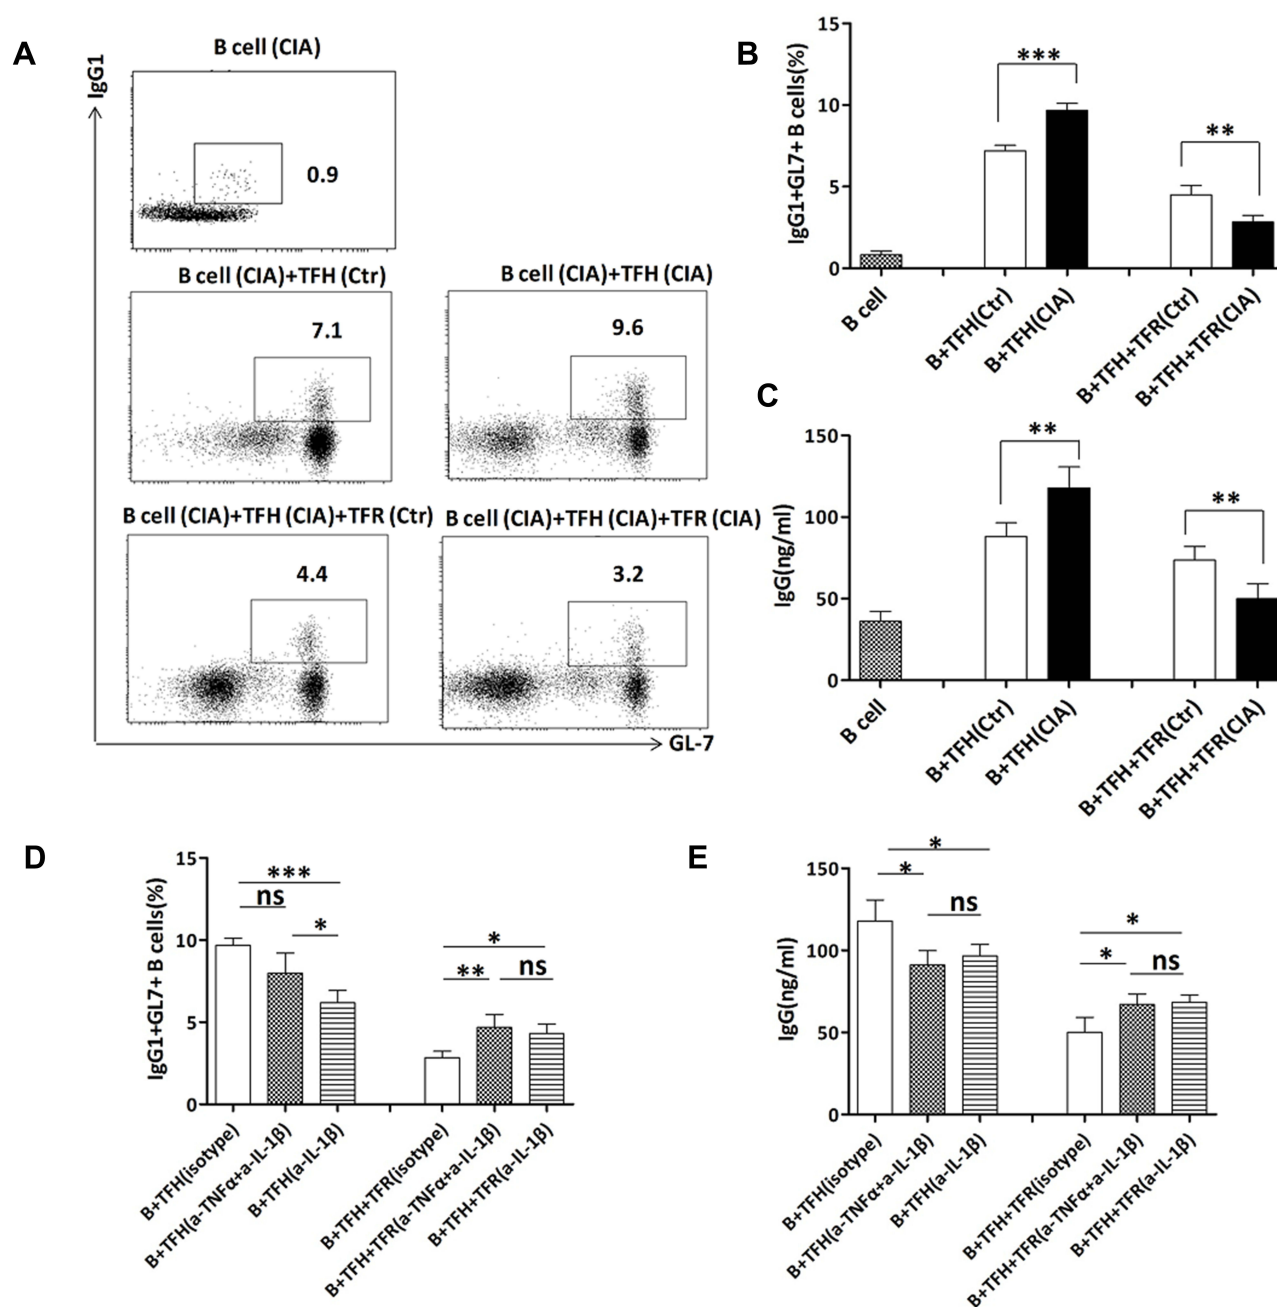 A
IgG1
B cell (CIA)
0.9
B cell (CIA)+TFH (Ctr)
7.1
B cell (CIA)+TFH (CIA)
9.6
B cell (CIA)+TFH (CIA)+TFR (Ctr)
4.4
B cell (CIA)+TFH (CIA)+TFR (CIA)
3.2
GL-7
B
IgG1+GL7+ B cells(%)
15
10
5
0
***
**
B cell
B+TFH(Ctr)
B+TFH(CIA)
B+TFH+TFR(Ctr)
B+TFH+TFR(CIA)
C
IgG(ng/ml)
150
100
50
0
**
**
B cell
B+TFH(Ctr)
B+TFH(CIA)
B+TFH+TFR(Ctr)
B+TFH+TFR(CIA)
D
IgG1+GL7+ B cells(%)
15
10
5
0
***
ns
*
*
**
ns
B+TFH(isotype)
B+TFH(a-TNFα+a-IL-1β)
B+TFH(a-IL-1β)
B+TFH+TFR(isotype)
B+TFH+TFR(a-TNFα+a-IL-1β)
B+TFH+TFR(a-IL-1β)
E
IgG(ng/ml)
150
100
50
0
*
*
ns
*
*
ns
B+TFH(isotype)
B+TFH(a-TNFα+a-IL-1β)
B+TFH(a-IL-1β)
B+TFH+TFR(isotype)
B+TFH+TFR(a-TNFα+a-IL-1β)
B+TFH+TFR(a-IL-1β)